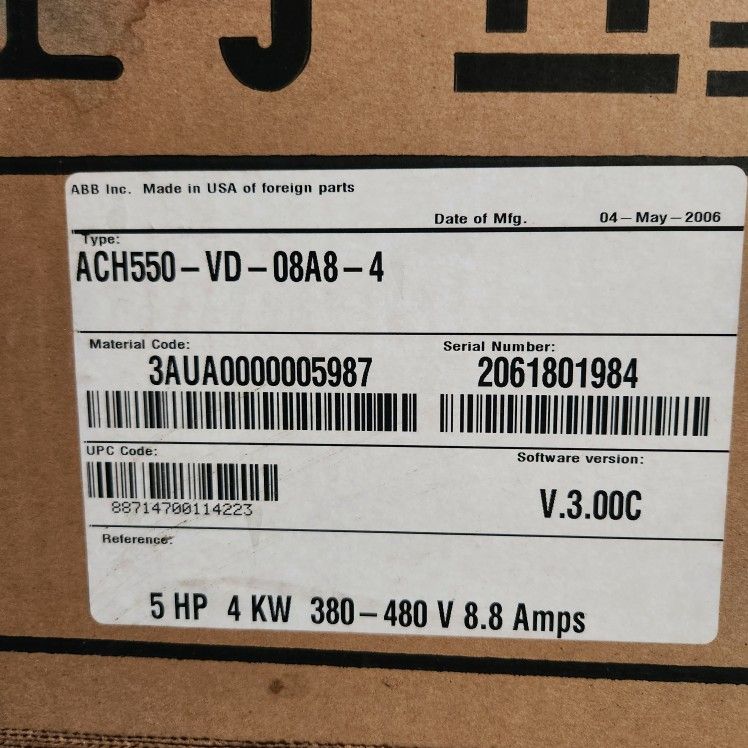 ABB Inc. Made in USA of foreign parts
Date of Mfg. 04-May-2006
Type:
ACH550-VD-08A8-4
Material Code:
3AUA0000005987
Serial Number:
2061801984
UPC Code:
88714700114223
Software version:
V.3.00C
Reference:
5 HP 4 KW 380-480 V 8.8 Amps